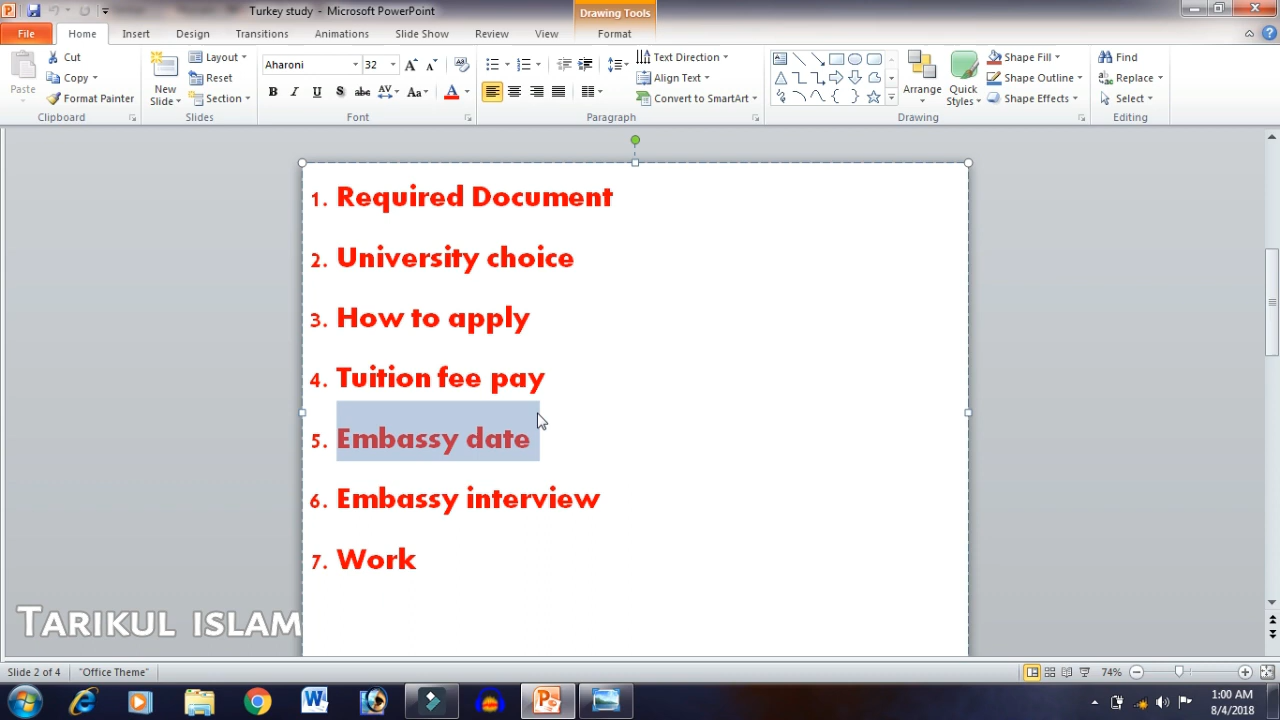 Turkey study - Microsoft PowerPoint
Drawing Tools
File Home Insert Design Transitions Animations Slide Show Review View Format
Cut
Copy
Format Painter
Paste
Clipboard
New Slide
Layout
Reset
Section
Slides
Aharoni 32
B I U S abc AV Aa A
Font
Text Direction
Align Text
Convert to SmartArt
Paragraph
Arrange
Quick Styles
Shape Fill
Shape Outline
Shape Effects
Drawing
Find
Replace
Select
Editing
1. Required Document
2. University choice
3. How to apply
4. Tuition fee pay
5. Embassy date
6. Embassy interview
7. Work
TARIKUL ISLAM
Slide 2 of 4 "Office Theme" 74%
1:00 AM
8/4/2018